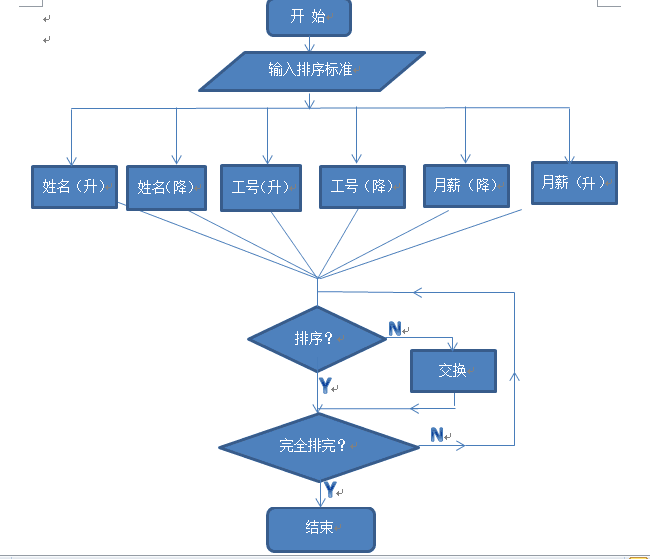 开 始
输入排序标准
姓名（升）
姓名(降)
工号(升)
工号（降）
月薪（降）
月薪（升）
排序？
N
交换
Y
完全排完？
N
Y
结束